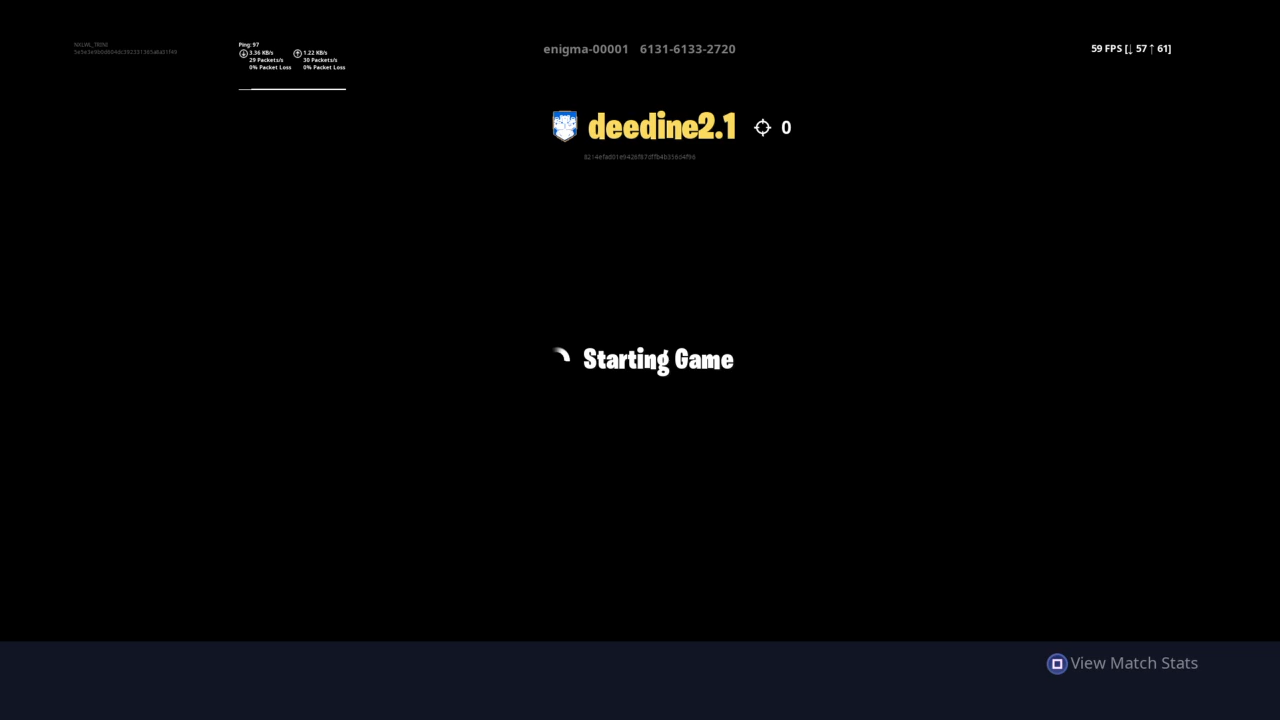 Ping: 97
3.36 KB/s
1.22 KB/s
29 Packets/s
30 Packets/s
0% Packet Loss
0% Packet Loss
enigma-00001 6131-6133-2720
59 FPS [↓ 57 ↑ 61]
deedine2.1 0
Starting Game
View Match Stats